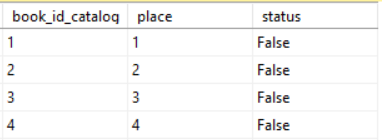 book_id_catalog place status
1 1 False
2 2 False
3 3 False
4 4 False